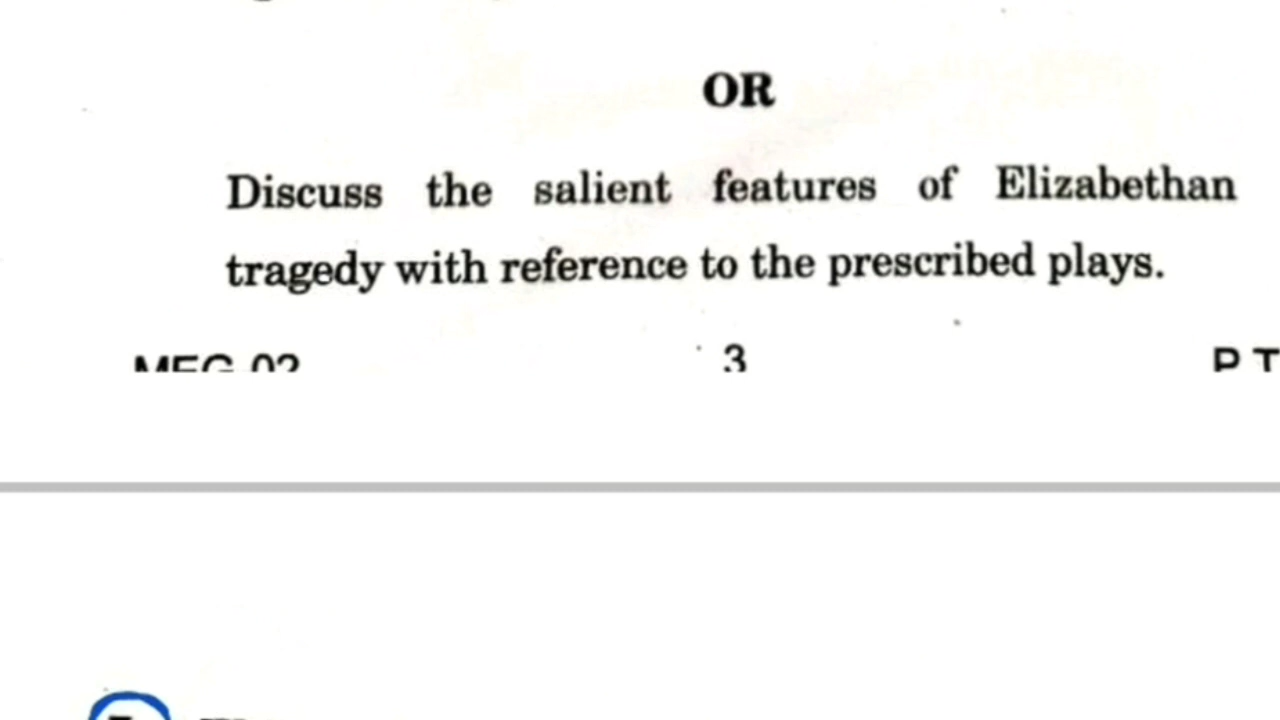 OR
Discuss the salient features of Elizabethan
tragedy with reference to the prescribed plays.
3